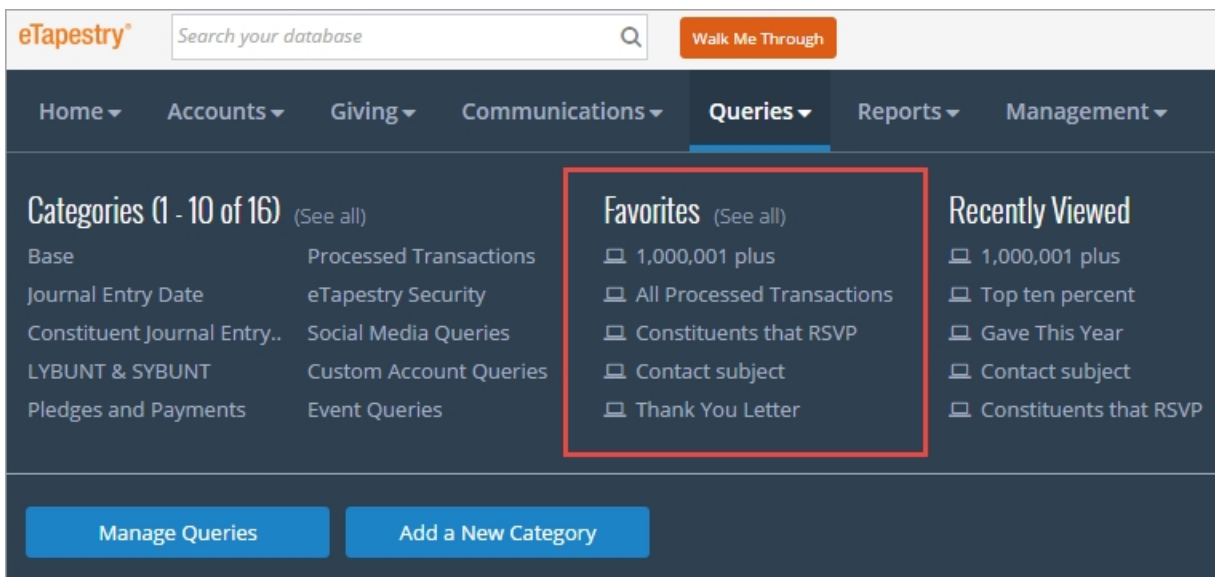 eTapestry®
Search your database
Walk Me Through
Home
Accounts
Giving
Communications
Queries
Reports
Management
Categories (1 - 10 of 16) (See all)
Base
Journal Entry Date
Constituent Journal Entry..
LYBUNT & SYBUNT
Pledges and Payments
Processed Transactions
eTapestry Security
Social Media Queries
Custom Account Queries
Event Queries
Favorites (See all)
1,000,001 plus
All Processed Transactions
Constituents that RSVP
Contact subject
Thank You Letter
Recently Viewed
1,000,001 plus
Top ten percent
Gave This Year
Contact subject
Constituents that RSVP
Manage Queries
Add a New Category